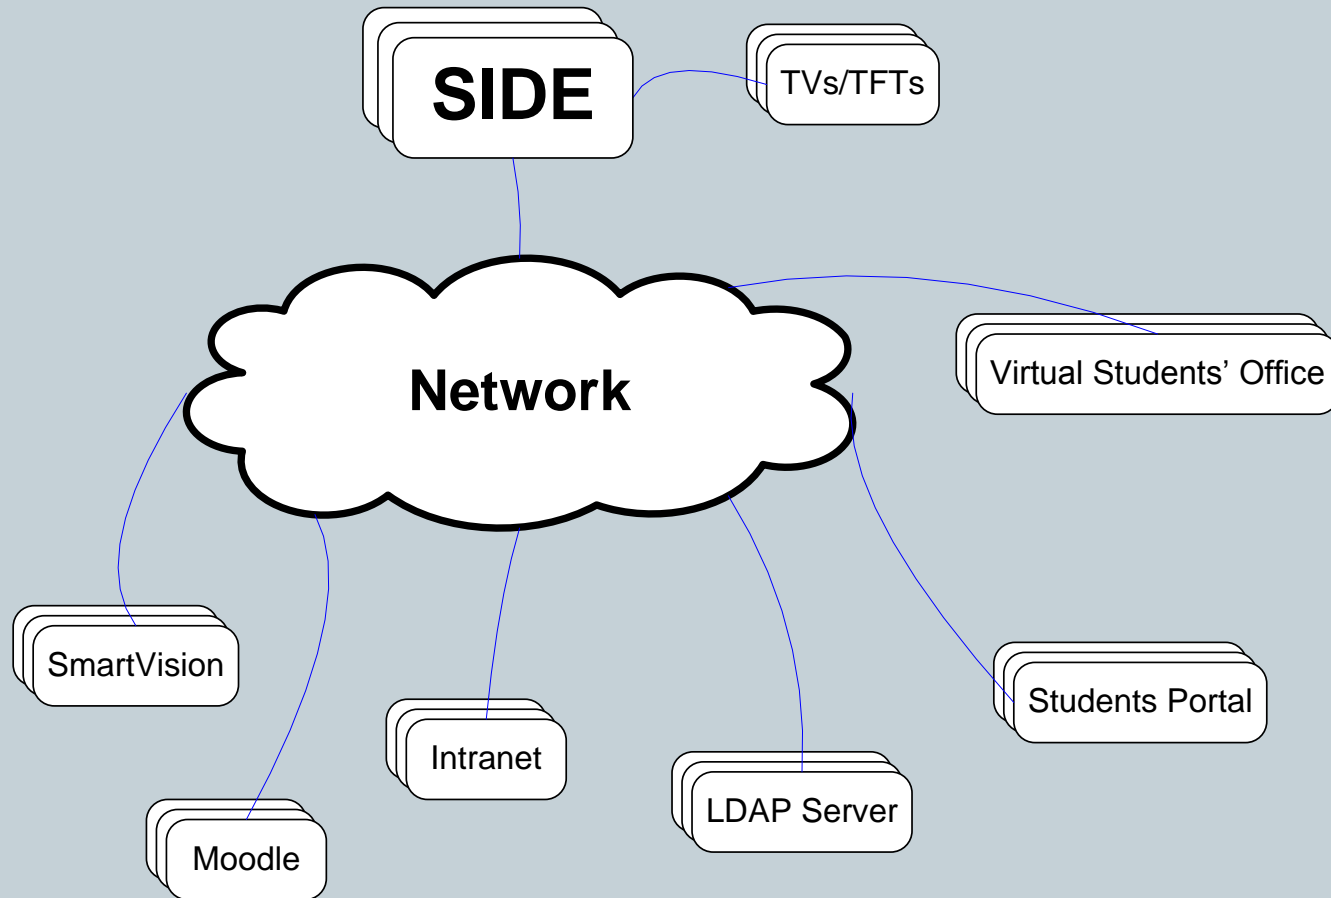 SIDE
TVs/TFTs
Network
Virtual Students’ Office
SmartVision
Students Portal
Intranet
LDAP Server
Moodle